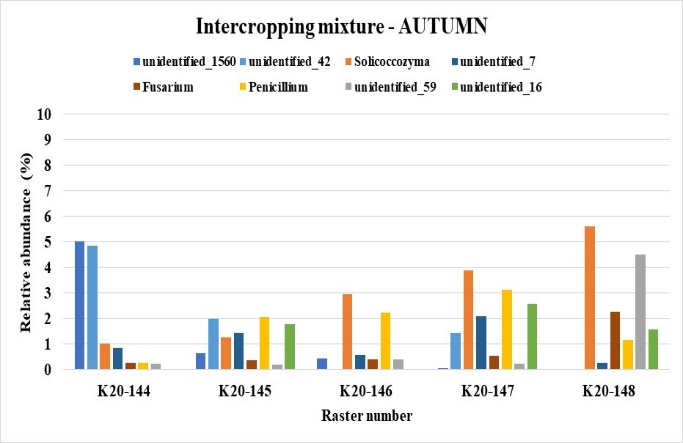 Intercropping mixture - AUTUMN
unidentified_1560 unidentified_42 Solicoccozyma unidentified_7
Fusarium Penicillium unidentified_59 unidentified_16
Relative abundance (%)
10
9
8
7
6
5
4
3
2
1
0
K20-144 K20-145 K20-146 K20-147 K20-148
Raster number